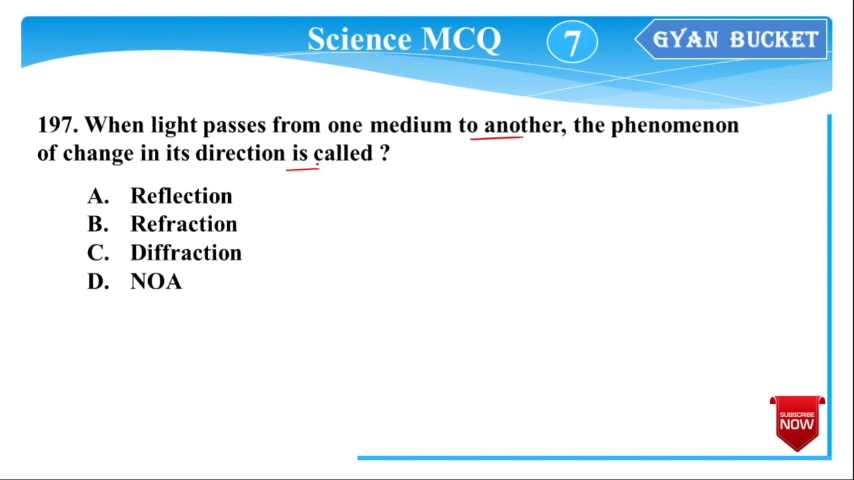 Science MCQ
7
GYAN BUCKET
197. When light passes from one medium to another, the phenomenon
of change in its direction is called ?
A. Reflection
B. Refraction
C. Diffraction
D. NOA
SUBSCRIBE
NOW